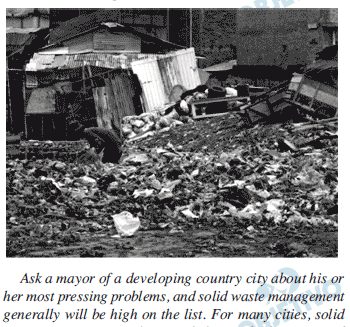 Ask a mayor of a developing country city about his or
her most pressing problems, and solid waste management
generally will be high on the list. For many cities, solid
OBJETIVO